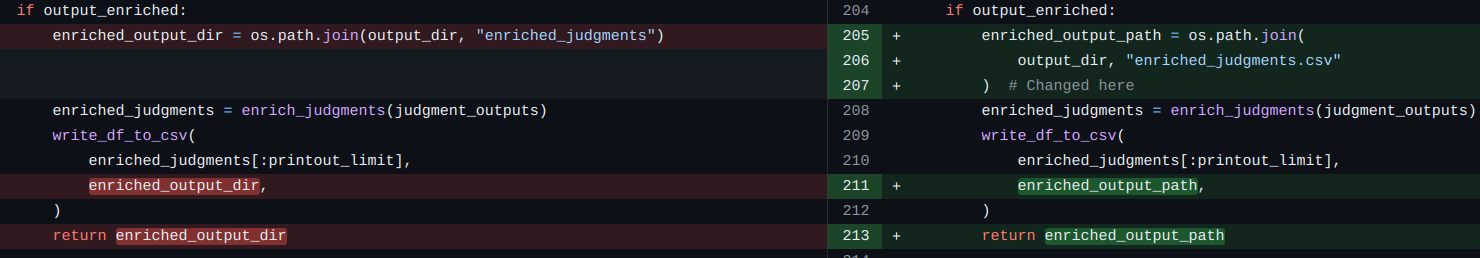 if output_enriched:
    enriched_output_dir = os.path.join(output_dir, "enriched_judgments")
    enriched_judgments = enrich_judgments(judgment_outputs)
    write_df_to_csv(
        enriched_judgments[:printout_limit],
        enriched_output_dir,
    )
    return enriched_output_dir
204 if output_enriched:
205 +     enriched_output_path = os.path.join(
206 +         output_dir, "enriched_judgments.csv"
207 +     )  # Changed here
208     enriched_judgments = enrich_judgments(judgment_outputs)
209     write_df_to_csv(
210         enriched_judgments[:printout_limit],
211 +         enriched_output_path,
212     )
213 +     return enriched_output_path